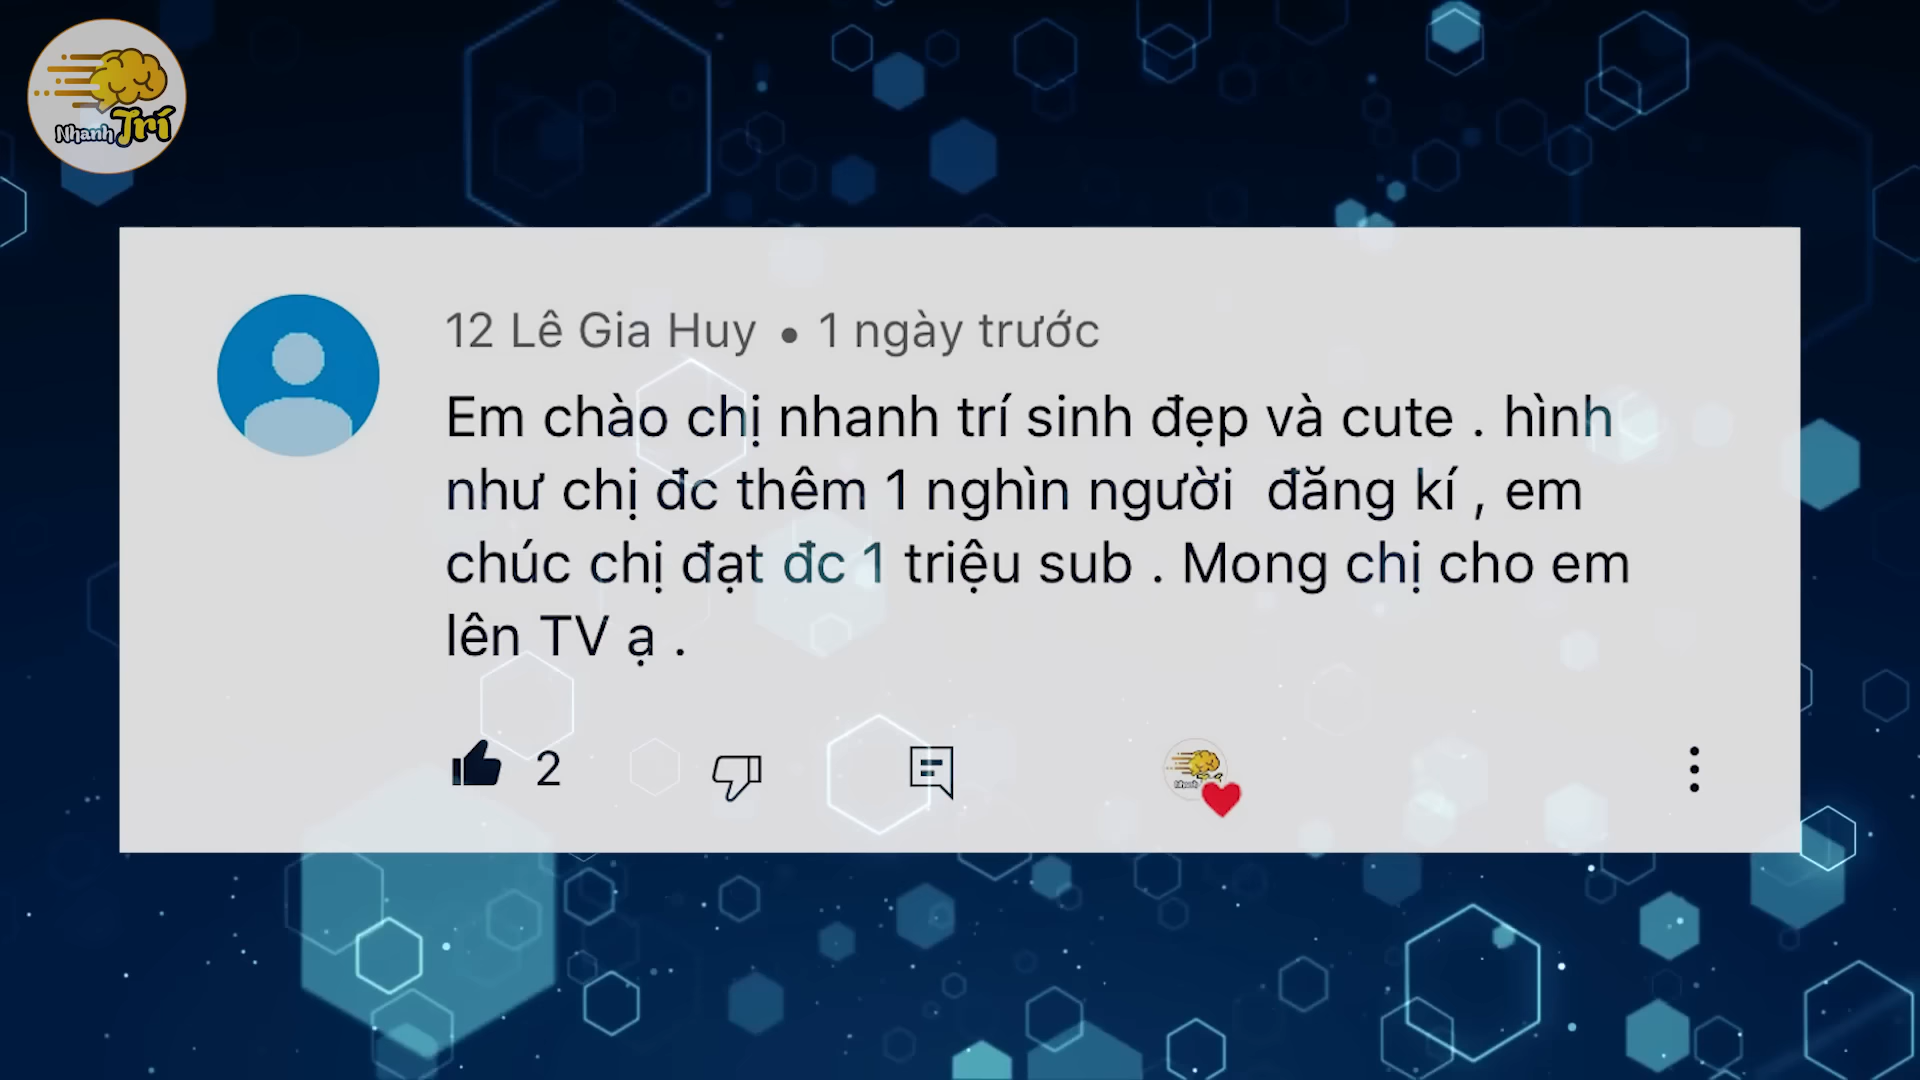 Nhanh Trí
12 Lê Gia Huy • 1 ngày trước
Em chào chị nhanh trí sinh đẹp và cute . hình
như chị đc thêm 1 nghìn người đăng kí , em
chúc chị đạt đc 1 triệu sub . Mong chị cho em
lên TV ạ .
2